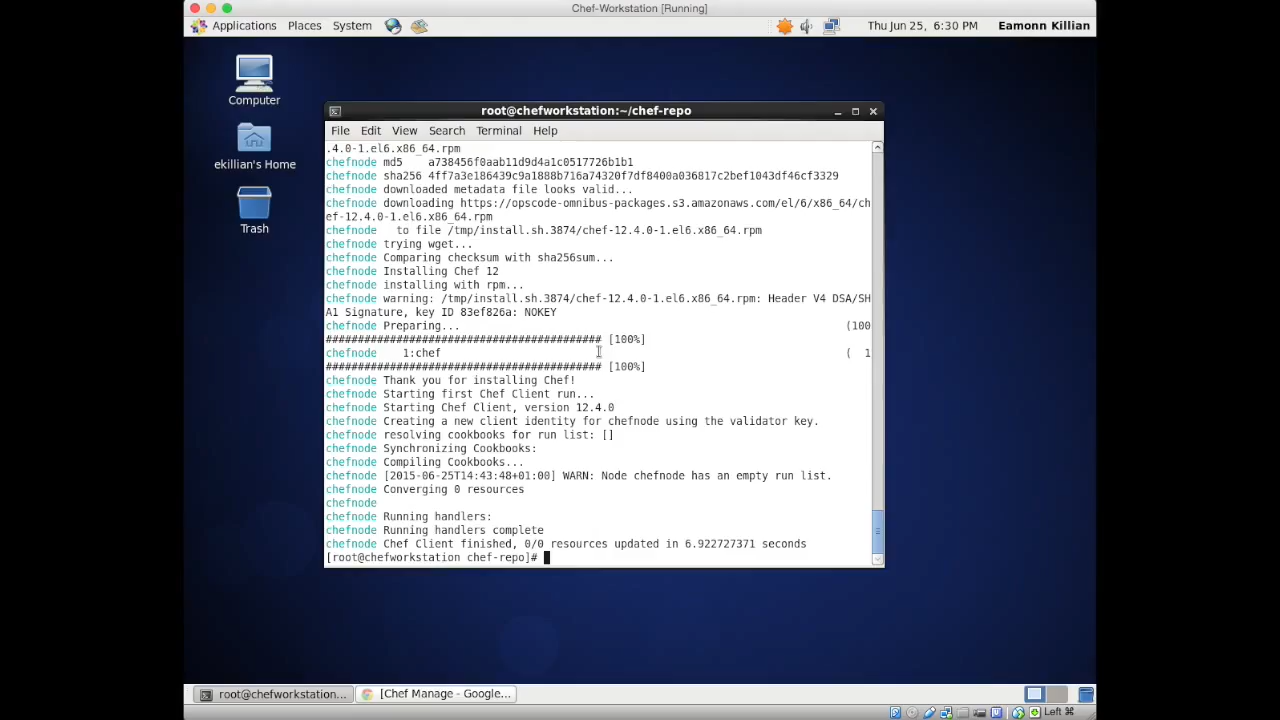 Chef-Workstation [Running]
Applications Places System Thu Jun 25, 6:30 PM Eamonn Killian
Computer
ekillian's Home
Trash
root@chefworkstation:~/chef-repo
File Edit View Search Terminal Help
.4.0-1.el6.x86_64.rpm
chefnode md5 a738456f0aab11d9d4a1c0517726b1b1
chefnode sha256 4ff7a3e186439c9a1888b716a74320f7df8400a036817c2bef1043df46cf3329
chefnode downloaded metadata file looks valid...
chefnode downloading https://opscode-omnibus-packages.s3.amazonaws.com/el/6/x86_64/ch
ef-12.4.0-1.el6.x86_64.rpm
chefnode to file /tmp/install.sh.3874/chef-12.4.0-1.el6.x86_64.rpm
chefnode trying wget...
chefnode Comparing checksum with sha256sum...
chefnode Installing Chef 12
chefnode installing with rpm...
chefnode warning: /tmp/install.sh.3874/chef-12.4.0-1.el6.x86_64.rpm: Header V4 DSA/SH
A1 Signature, key ID 83ef826a: NOKEY
chefnode Preparing... (100
########################################### [100%]
chefnode 1:chef ( 1
########################################### [100%]
chefnode Thank you for installing Chef!
chefnode Starting first Chef Client run...
chefnode Starting Chef Client, version 12.4.0
chefnode Creating a new client identity for chefnode using the validator key.
chefnode resolving cookbooks for run list: []
chefnode Synchronizing Cookbooks:
chefnode Compiling Cookbooks...
chefnode [2015-06-25T14:43:48+01:00] WARN: Node chefnode has an empty run list.
chefnode Converging 0 resources
chefnode
chefnode Running handlers:
chefnode Running handlers complete
chefnode Chef Client finished, 0/0 resources updated in 6.922727371 seconds
[root@chefworkstation chef-repo]#
root@chefworkstation:... [Chef Manage - Google...
Left ⌘